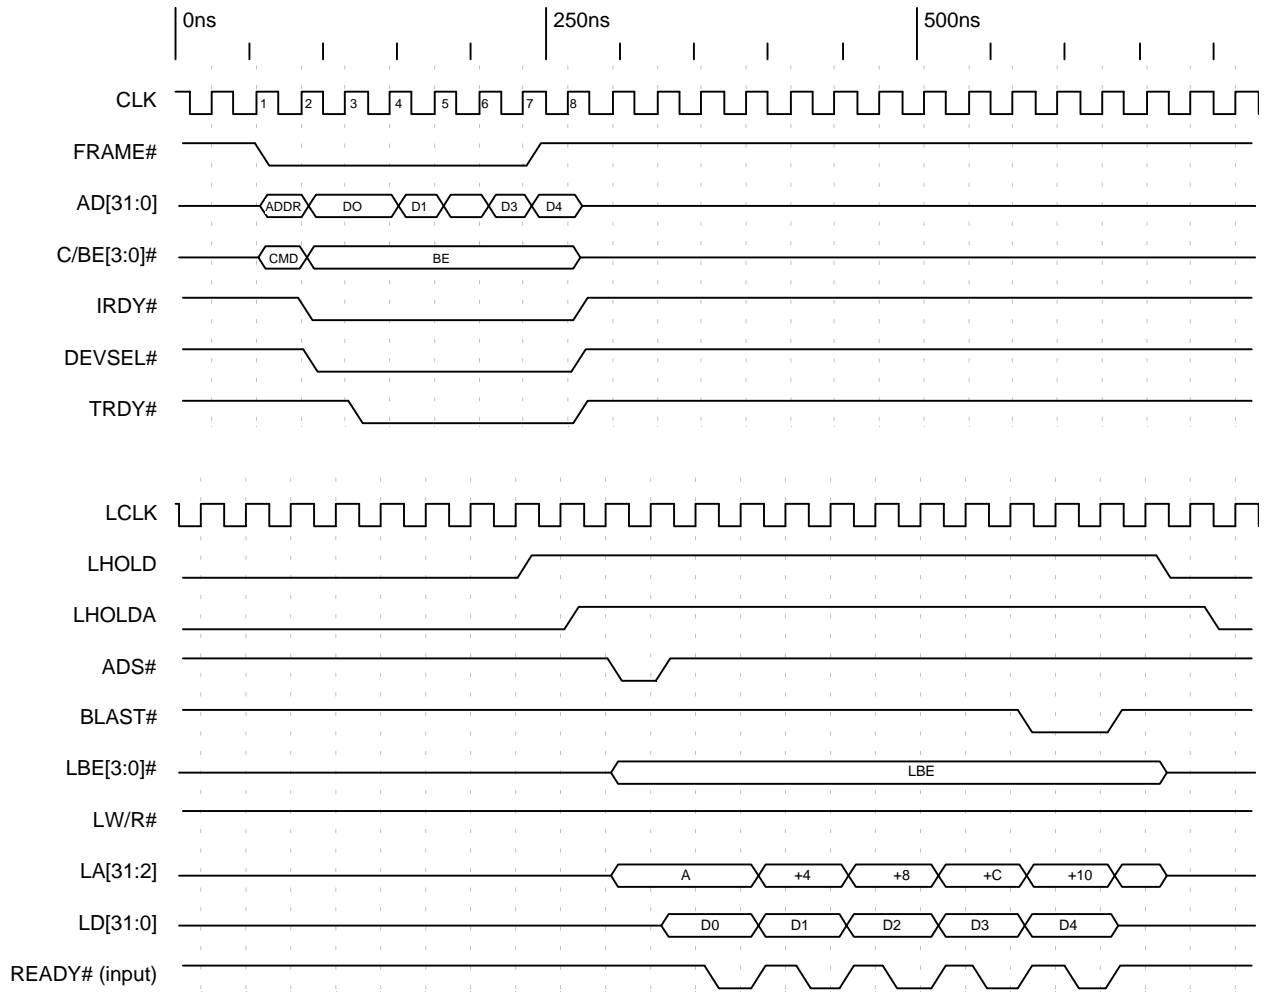 0ns 250ns 500ns
CLK 1 2 3 4 5 6 7 8
FRAME#
AD[31:0] ADDR DO D1 D3 D4
C/BE[3:0]# CMD BE
IRDY#
DEVSEL#
TRDY#
LCLK
LHOLD
LHOLDA
ADS#
BLAST#
LBE[3:0]# LBE
LW/R#
LA[31:2] A +4 +8 +C +10
LD[31:0] D0 D1 D2 D3 D4
READY# (input)